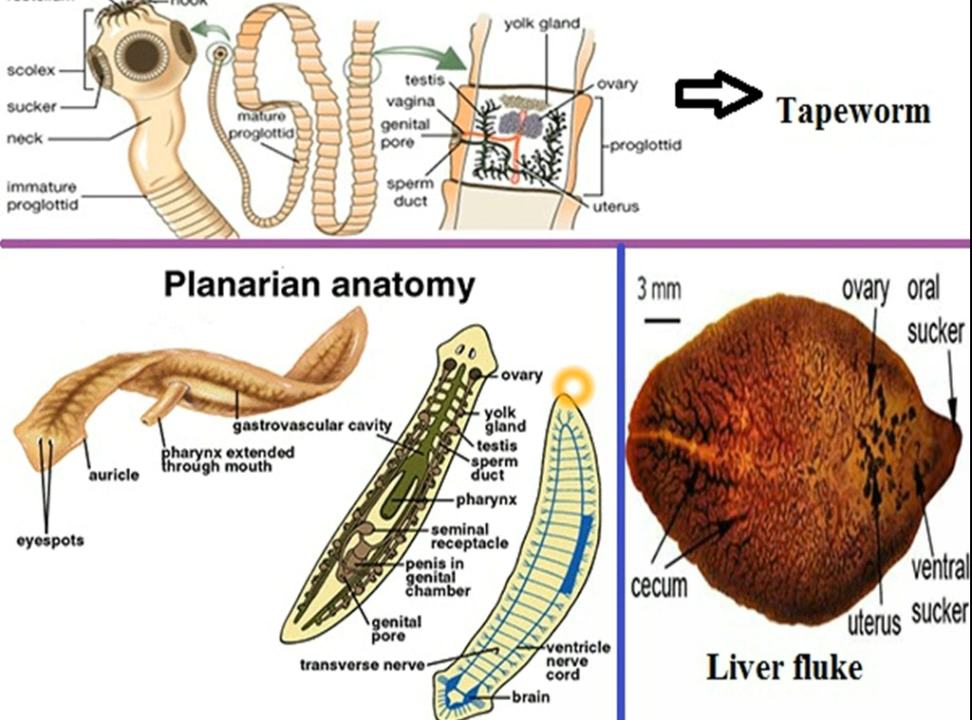 hook
scolex
sucker
neck
immature
proglottid
mature
proglottid
yolk gland
testis
vagina
genital
pore
sperm
duct
ovary
proglottid
uterus
Tapeworm
Planarian anatomy
eyespots
auricle
pharynx extended
through mouth
gastrovascular cavity
ovary
yolk
gland
testis
sperm
duct
pharynx
seminal
receptacle
penis in
genital
chamber
genital
pore
transverse nerve
ventricle
nerve
cord
brain
3 mm
ovary
oral
sucker
cecum
uterus
ventral
sucker
Liver fluke